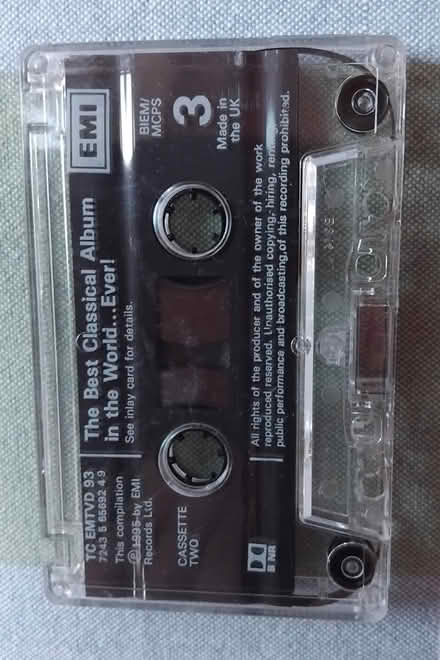 EMI
The Best Classical Album
in the World...Ever!
See inlay card for details.
TC EMTVD 93
7243 5 65692 4 9
This compilation
Ⓟ 1995 by EMI
Records Ltd.
BIEM/
MCPS
3
Made in
the UK
CASSETTE
TWO
All rights of the producer and of the owner of the work
reproduced reserved. Unauthorised copying, hiring,
public performance and broadcasting of this recording prohibited.
B NR